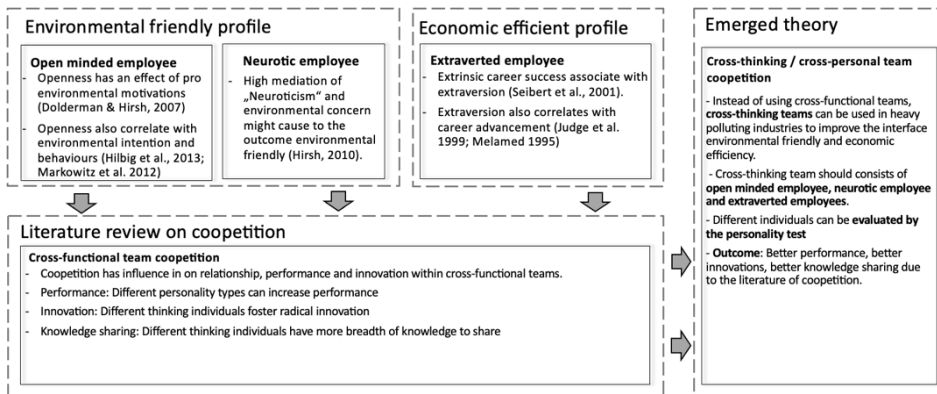 Environmental friendly profile
Open minded employee
- Openness has an effect of pro
environmental motivations
(Dolderman & Hirsh, 2007)
- Openness also correlate with
environmental intention and
behaviours (Hilbig et al., 2013;
Markowitz et al. 2012)
Neurotic employee
- High mediation of
„Neuroticism“ and
environmental concern
might cause to the
outcome environmental
friendly (Hirsh, 2010).
Economic efficient profile
Extraverted employee
- Extrinsic career success associate with
extraversion (Seibert et al., 2001).
- Extraversion also correlates with
career advancement (Judge et al.
1999; Melamed 1995)
Literature review on coopetition
Cross-functional team coopetition
- Coopetition has influence in on relationship, performance and innovation within cross-functional teams.
- Performance: Different personality types can increase performance
- Innovation: Different thinking individuals foster radical innovation
- Knowledge sharing: Different thinking individuals have more breadth of knowledge to share
Emerged theory
Cross-thinking / cross-personal team
coopetition
- Instead of using cross-functional teams,
cross-thinking teams can be used in heavy
polluting industries to improve the interface
environmental friendly and economic
efficiency.
- Cross-thinking team should consists of
open minded employee, neurotic employee
and extraverted employees.
- Different individuals can be evaluated by
the personality test
- Outcome: Better performance, better
innovations, better knowledge sharing due
to the literature of coopetition.